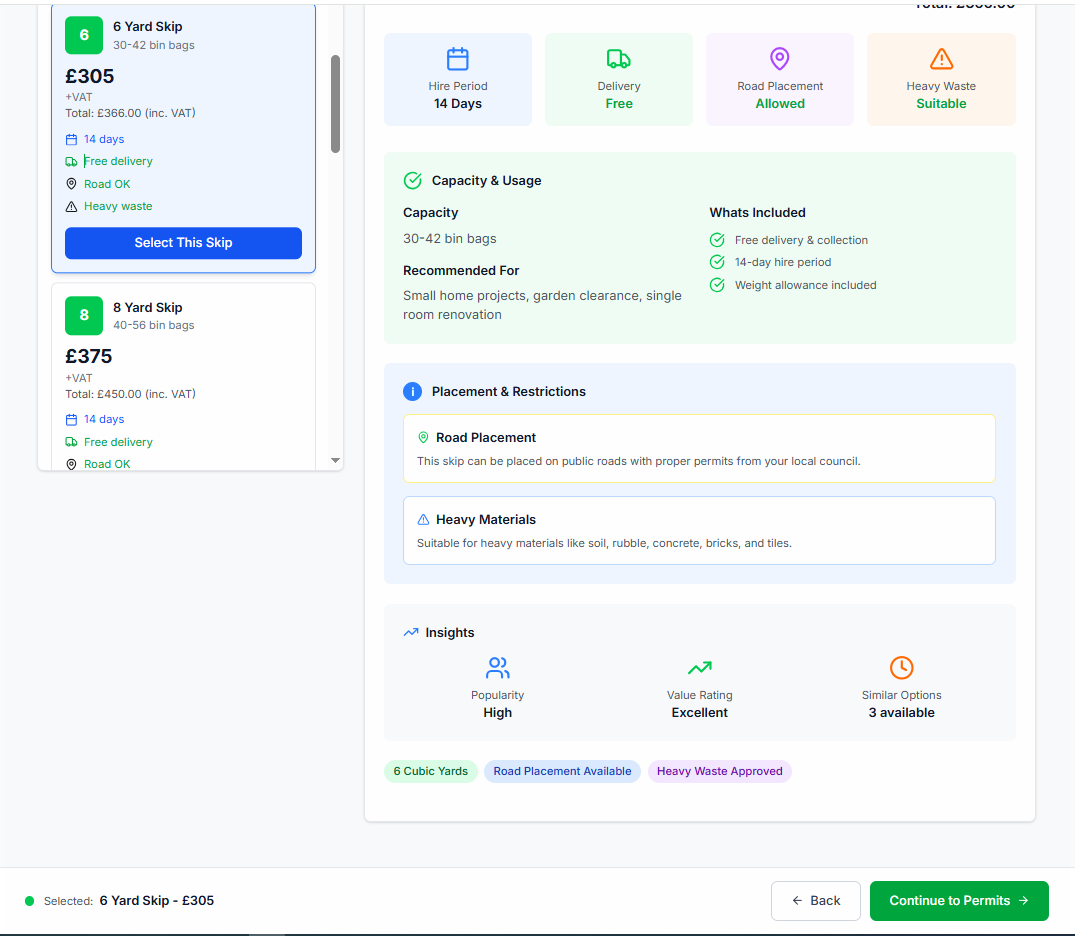 6
6 Yard Skip
30-42 bin bags
£305
+VAT
Total: £366.00 (inc. VAT)
14 days
Free delivery
Road OK
Heavy waste
Select This Skip
8
8 Yard Skip
40-56 bin bags
£375
+VAT
Total: £450.00 (inc. VAT)
14 days
Free delivery
Road OK
Hire Period
14 Days
Delivery
Free
Road Placement
Allowed
Heavy Waste
Suitable
Capacity & Usage
Capacity
30-42 bin bags
Recommended For
Small home projects, garden clearance, single
room renovation
Whats Included
Free delivery & collection
14-day hire period
Weight allowance included
Placement & Restrictions
Road Placement
This skip can be placed on public roads with proper permits from your local council.
Heavy Materials
Suitable for heavy materials like soil, rubble, concrete, bricks, and tiles.
Insights
Popularity
High
Value Rating
Excellent
Similar Options
3 available
6 Cubic Yards
Road Placement Available
Heavy Waste Approved
Selected: 6 Yard Skip - £305
← Back
Continue to Permits →